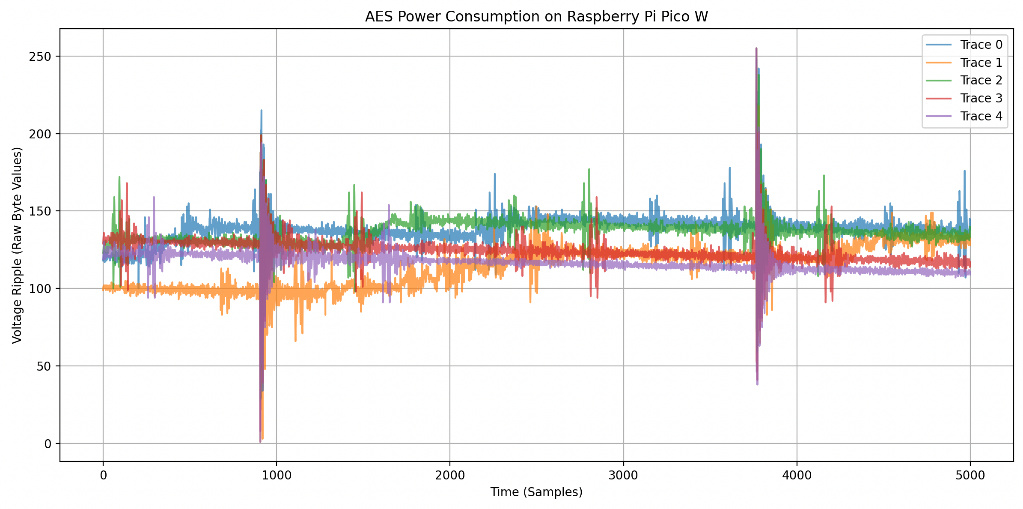 AES Power Consumption on Raspberry Pi Pico W
Trace 0
Trace 1
Trace 2
Trace 3
Trace 4
Voltage Ripple (Raw Byte Values)
250
200
150
100
50
0
0 1000 2000 3000 4000 5000
Time (Samples)